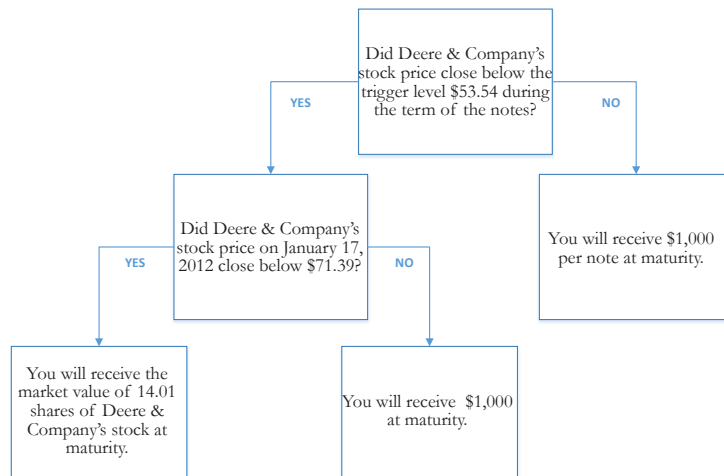 Did Deere & Company's
stock price close below the
trigger level $53.54 during
the term of the notes?
YES
NO
Did Deere & Company's
stock price on January 17,
2012 close below $71.39?
You will receive $1,000
per note at maturity.
YES
NO
You will receive the
market value of 14.01
shares of Deere &
Company's stock at
maturity.
You will receive $1,000
at maturity.